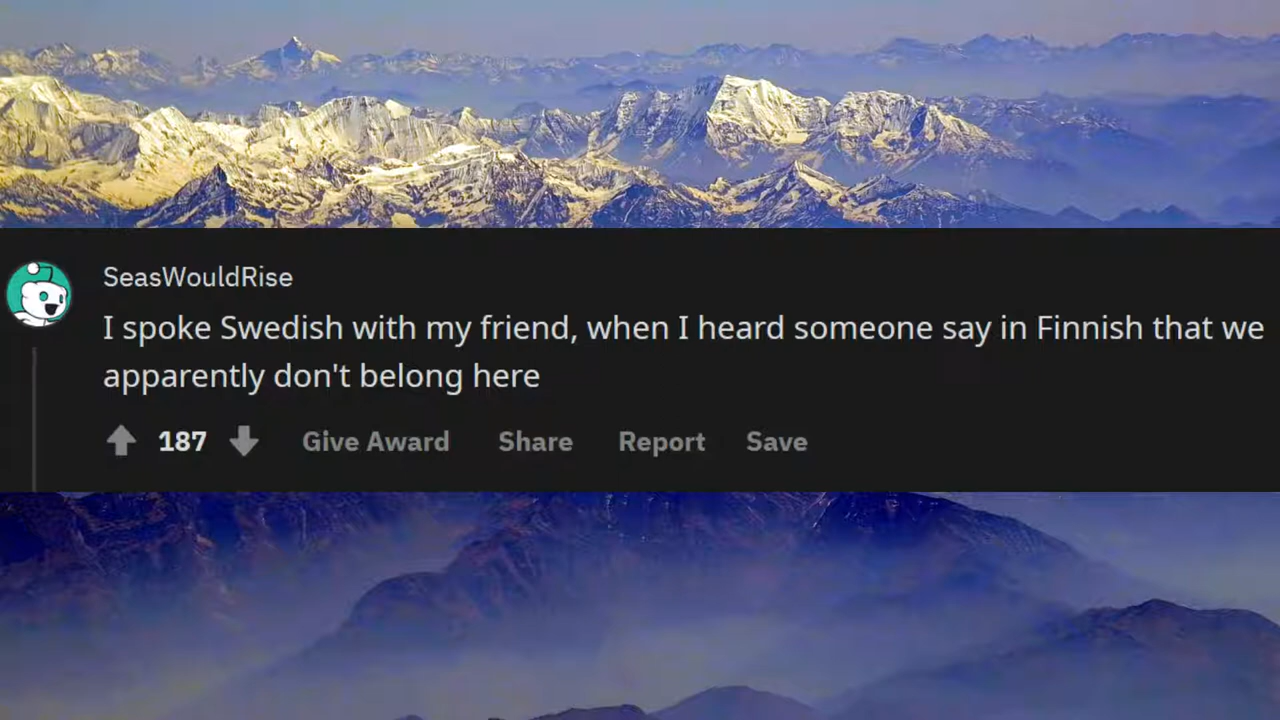 SeasWouldRise
I spoke Swedish with my friend, when I heard someone say in Finnish that we
apparently don't belong here
187 Give Award Share Report Save